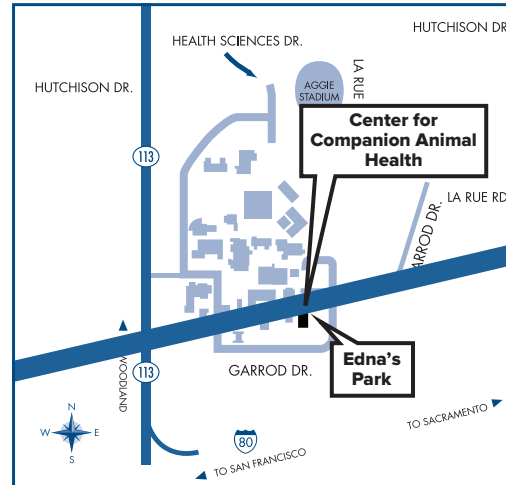 HUTCHISON DR.
HEALTH SCIENCES DR.
HUTCHISON DR.
AGGIE
STADIUM
LA RUE
113
Center for
Companion Animal
Health
LA RUE RD
ARROD DR.
WOODLAND
113
GARROD DR.
Edna's
Park
N
W
E
S
80
TO SAN FRANCISCO
TO SACRAMENTO